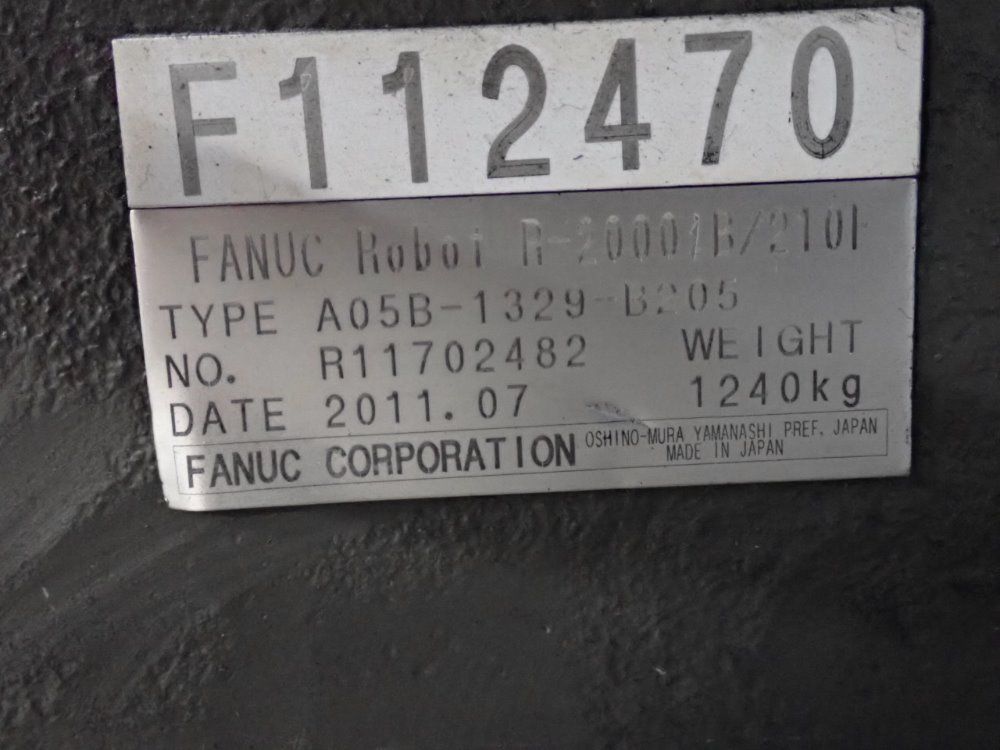 F112470
FANUC Robot R-2000iB/210F
TYPE A05B-1329-B205
NO. R11702482 WEIGHT
DATE 2011.07 1240kg
FANUC CORPORATION OSHINO-MURA YAMANASHI PREF. JAPAN
MADE IN JAPAN